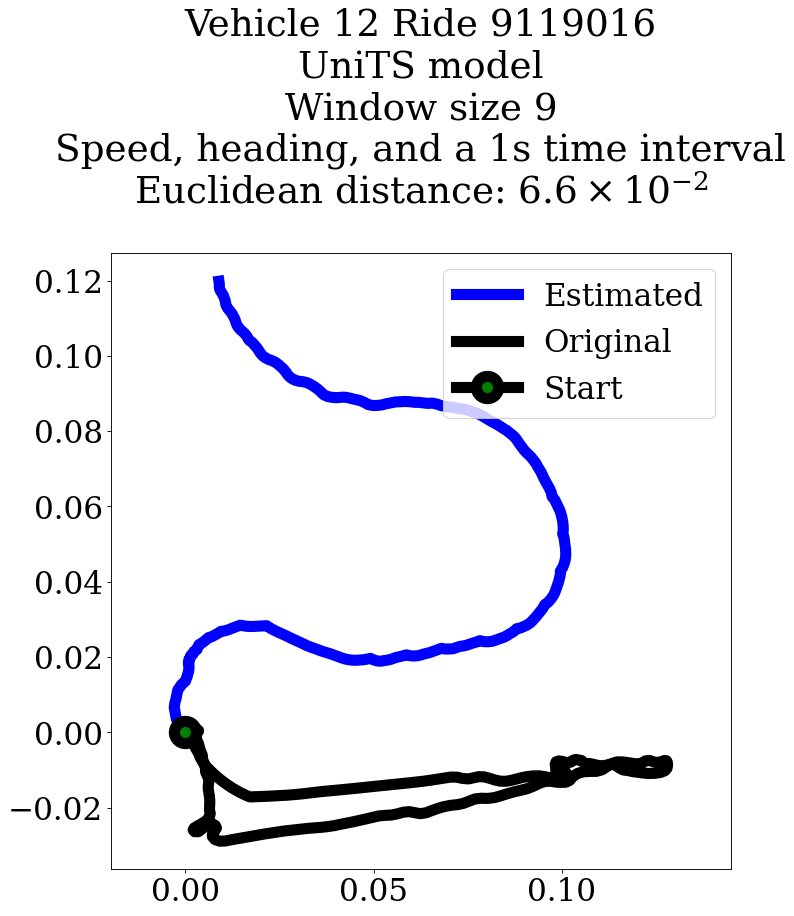 Vehicle 12 Ride 9119016
UniTS model
Window size 9
Speed, heading, and a 1s time interval
Euclidean distance: 6.6 × 10⁻²
0.12
0.10
0.08
0.06
0.04
0.02
0.00
−0.02
Estimated
Original
Start
0.00 0.05 0.10